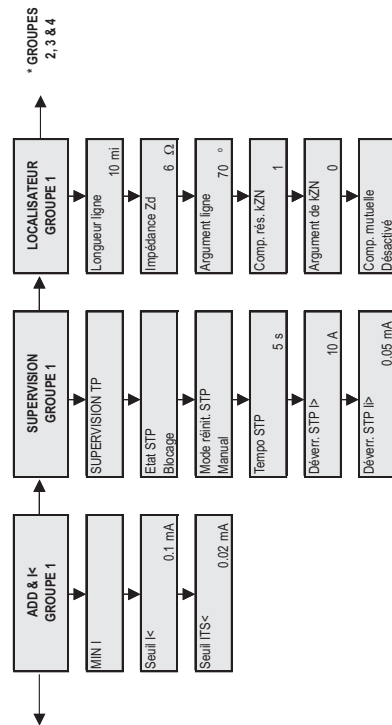 ADD & I<
GROUPE 1
MIN I
Seuil I<
0.1 mA
Seuil ITS<
0.02 mA
SUPERVISION
GROUPE 1
SUPERVISION TP
Etat STP
Blocage
Mode réinit. STP
Manual
Tempo STP
5 s
Déverr. STP I>
10 A
Déverr. STP Ii>
0.05 mA
LOCALISATEUR
GROUPE 1
Longueur ligne
10 mi
Impédance Zd
6 Ω
Argument ligne
70 °
Comp. rés. kZN
1
Argument de kZN
0
Comp. mutuelle
Désactivé
* GROUPES
2, 3 & 4